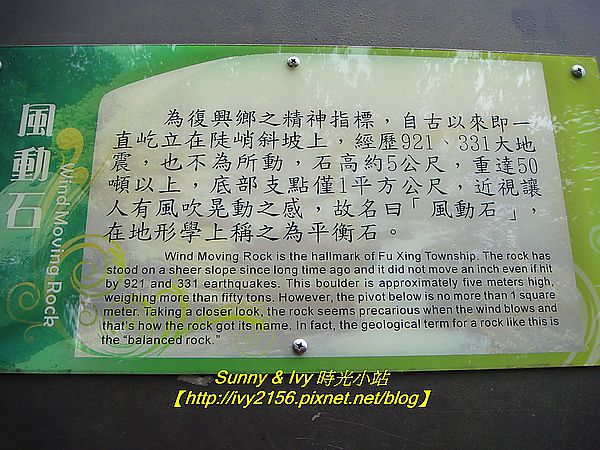 風動石
Wind Moving Rock
為復興鄉之精神指標，自古以來即一
直屹立在陡峭斜坡上，經歷921、331大地
震，也不為所動，石高約5公尺，重達50
噸以上，底部支點僅1平方公尺，近視讓
人有風吹晃動之感，故名曰「風動石」，
在地形學上稱之為平衡石。
Wind Moving Rock is the hallmark of Fu Xing Township. The rock has
stood on a sheer slope since long time ago and it did not move an inch even if hit
by 921 and 331 earthquakes. This boulder is approximately five meters high,
weighing more than fifty tons. However, the pivot below is no more than 1 square
meter. Taking a closer look, the rock seems precarious when the wind blows and
that's how the rock got its name. In fact, the geological term for a rock like this is
the "balanced rock."
Sunny & Ivy 時光小站
【http://ivy2156.pixnet.net/blog】